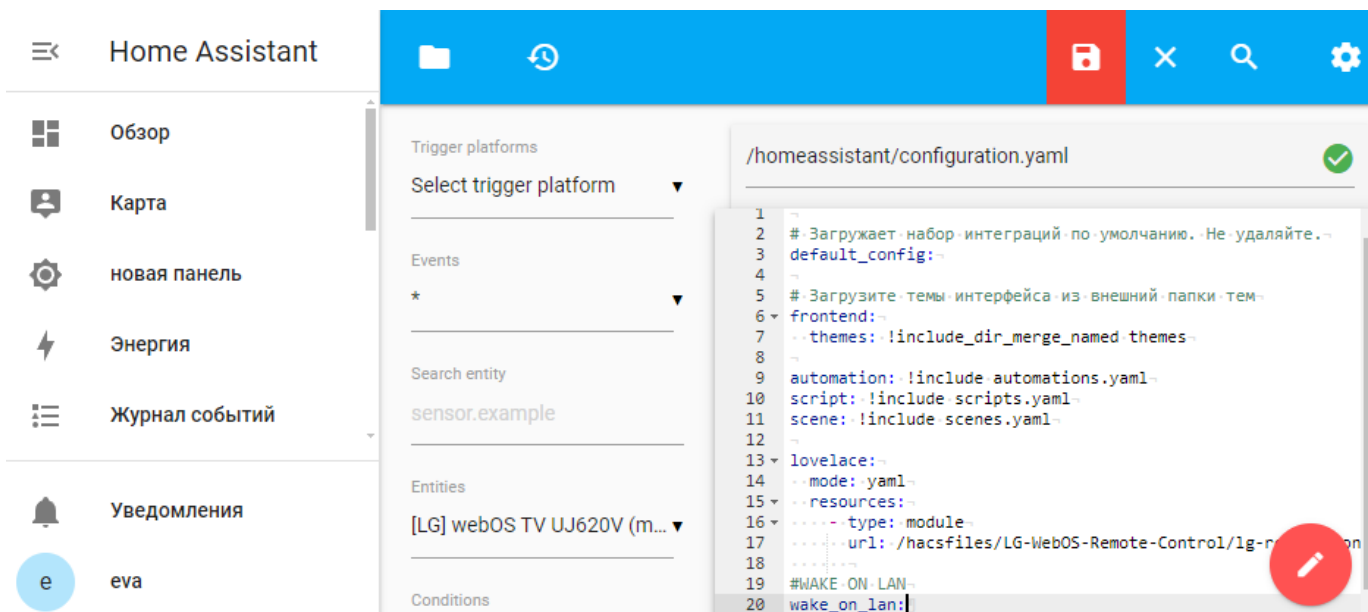 Home Assistant
Обзор
Карта
новая панель
Энергия
Журнал событий
Уведомления
e
eva
Trigger platforms
Select trigger platform
Events
*
Search entity
sensor.example
Entities
[LG] webOS TV UJ620V (m...
Conditions
/homeassistant/configuration.yaml
1
2 # Загружает набор интеграций по умолчанию. Не удаляйте.
3 default_config:
4
5 # Загрузите темы интерфейса из внешний папки тем
6 frontend:
7   themes: !include_dir_merge_named themes
8
9 automation: !include automations.yaml
10 script: !include scripts.yaml
11 scene: !include scenes.yaml
12
13 lovelace:
14   mode: yaml
15   resources:
16     - type: module
17       url: /hacsfiles/LG-WebOS-Remote-Control/lg-r
18
19 #WAKE ON LAN
20 wake_on_lan: